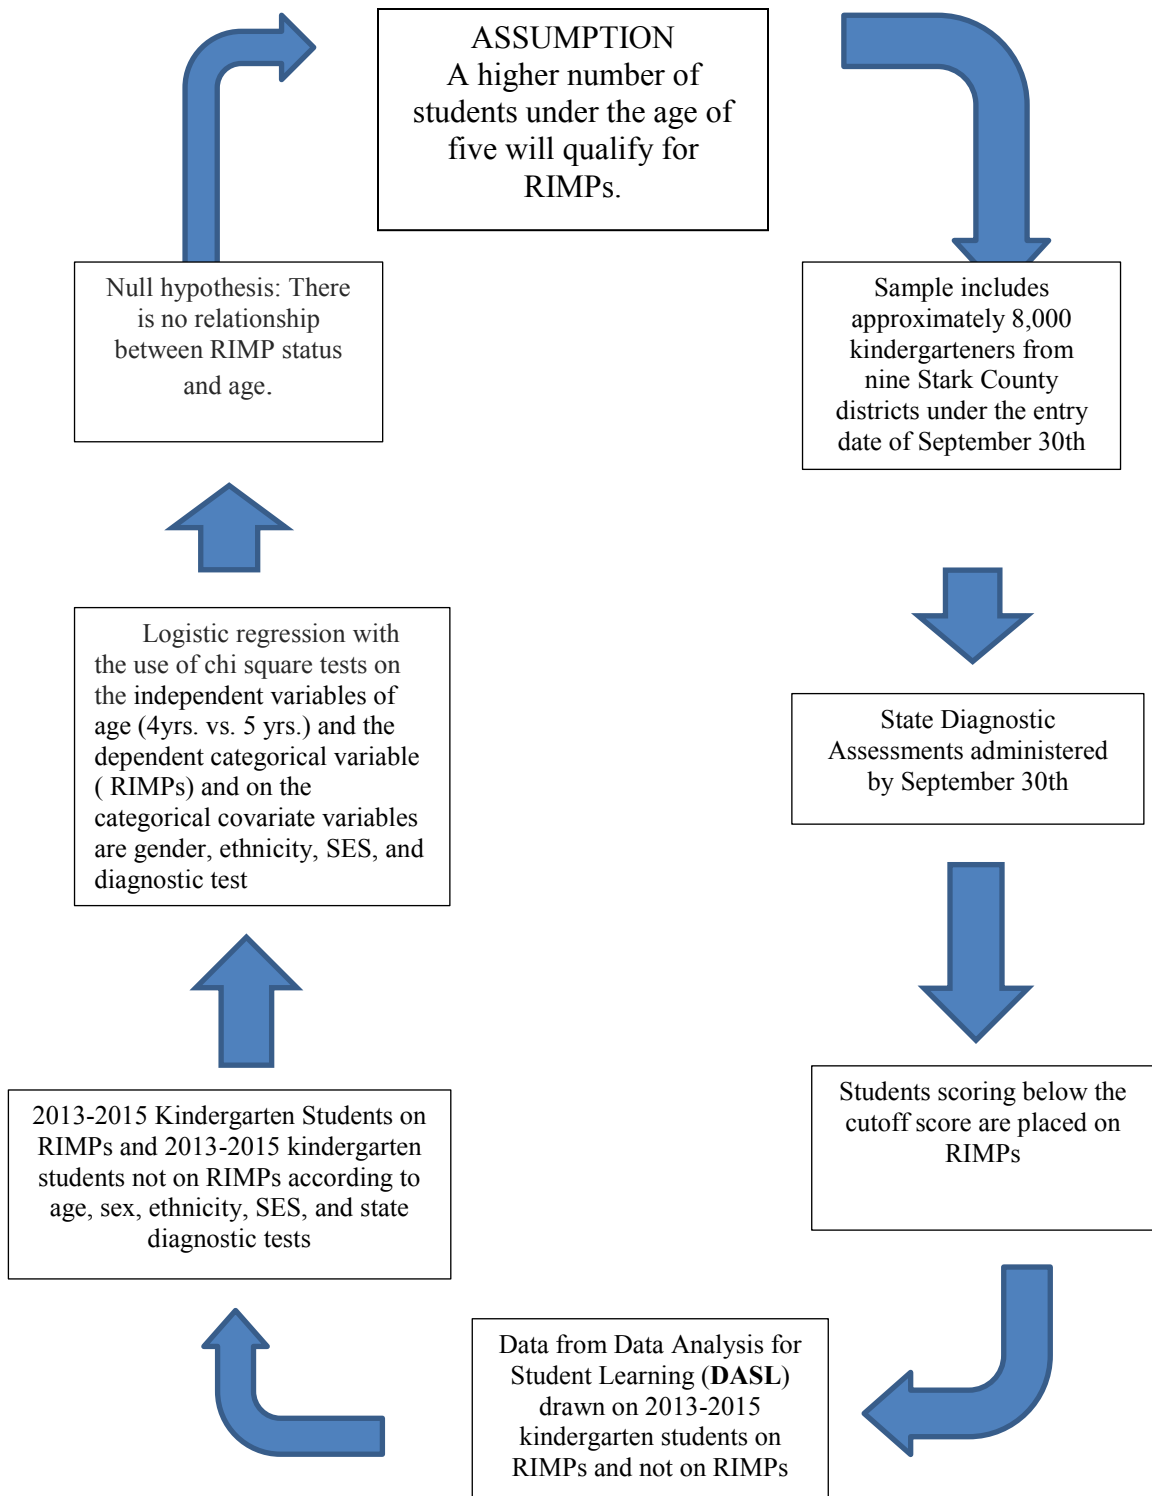 ASSUMPTION
A higher number of
students under the age of
five will qualify for
RIMPs.
Sample includes
approximately 8,000
kindergarteners from
nine Stark County
districts under the entry
date of September 30th
State Diagnostic
Assessments administered
by September 30th
Students scoring below the
cutoff score are placed on
RIMPs
Data from Data Analysis for
Student Learning (DASL)
drawn on 2013-2015
kindergarten students on
RIMPs and not on RIMPs
2013-2015 Kindergarten Students on
RIMPs and 2013-2015 kindergarten
students not on RIMPs according to
age, sex, ethnicity, SES, and state
diagnostic tests
Logistic regression with
the use of chi square tests on
the independent variables of
age (4yrs. vs. 5 yrs.) and the
dependent categorical variable
( RIMPs) and on the
categorical covariate variables
are gender, ethnicity, SES, and
diagnostic test
Null hypothesis: There
is no relationship
between RIMP status
and age.